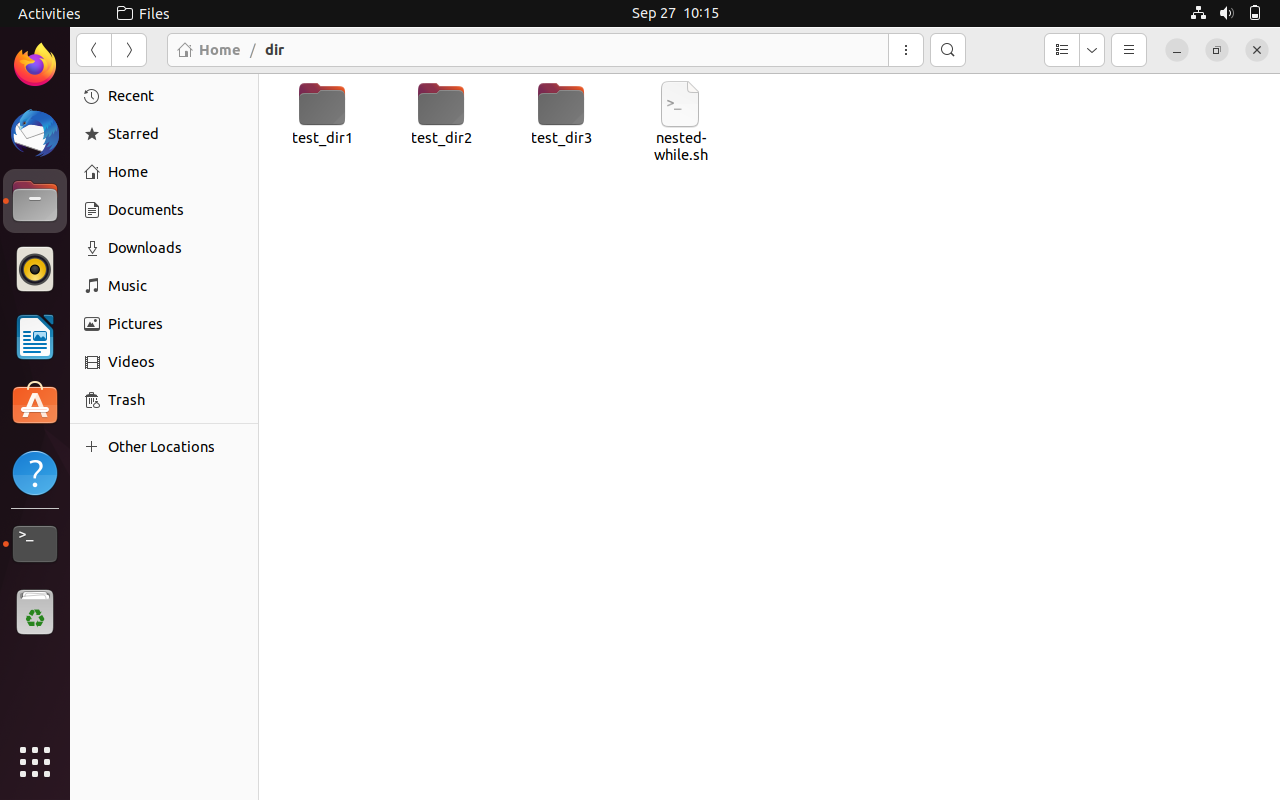 Activities
Files
Sep 27 10:15
Home / dir
Recent
Starred
Home
Documents
Downloads
Music
Pictures
Videos
Trash
Other Locations
test_dir1
test_dir2
test_dir3
nested-
while.sh